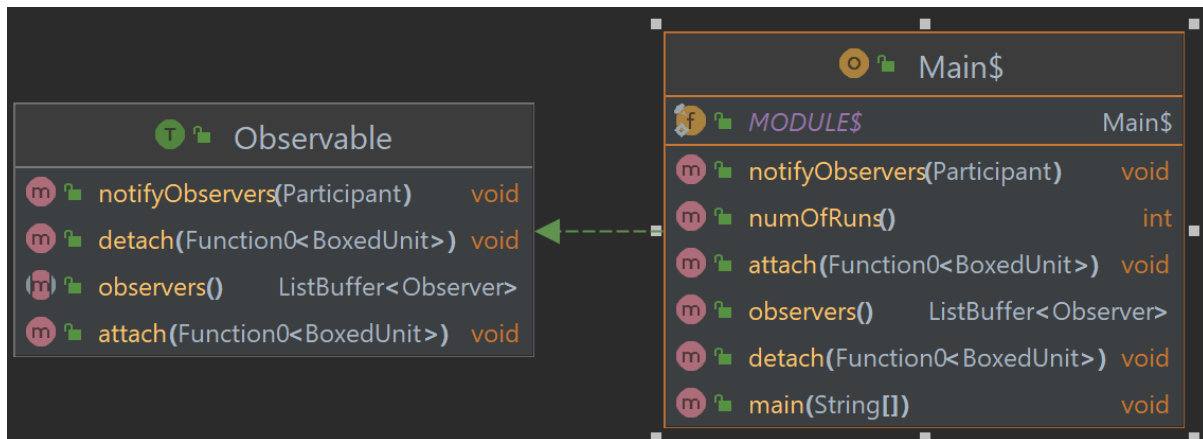 T Observable
m notifyObservers(Participant) void
m detach(Function0<BoxedUnit>) void
m observers() ListBuffer<Observer>
m attach(Function0<BoxedUnit>) void
O Main$
f MODULE$ Main$
m notifyObservers(Participant) void
m numOfRuns() int
m attach(Function0<BoxedUnit>) void
m observers() ListBuffer<Observer>
m detach(Function0<BoxedUnit>) void
m main(String[]) void